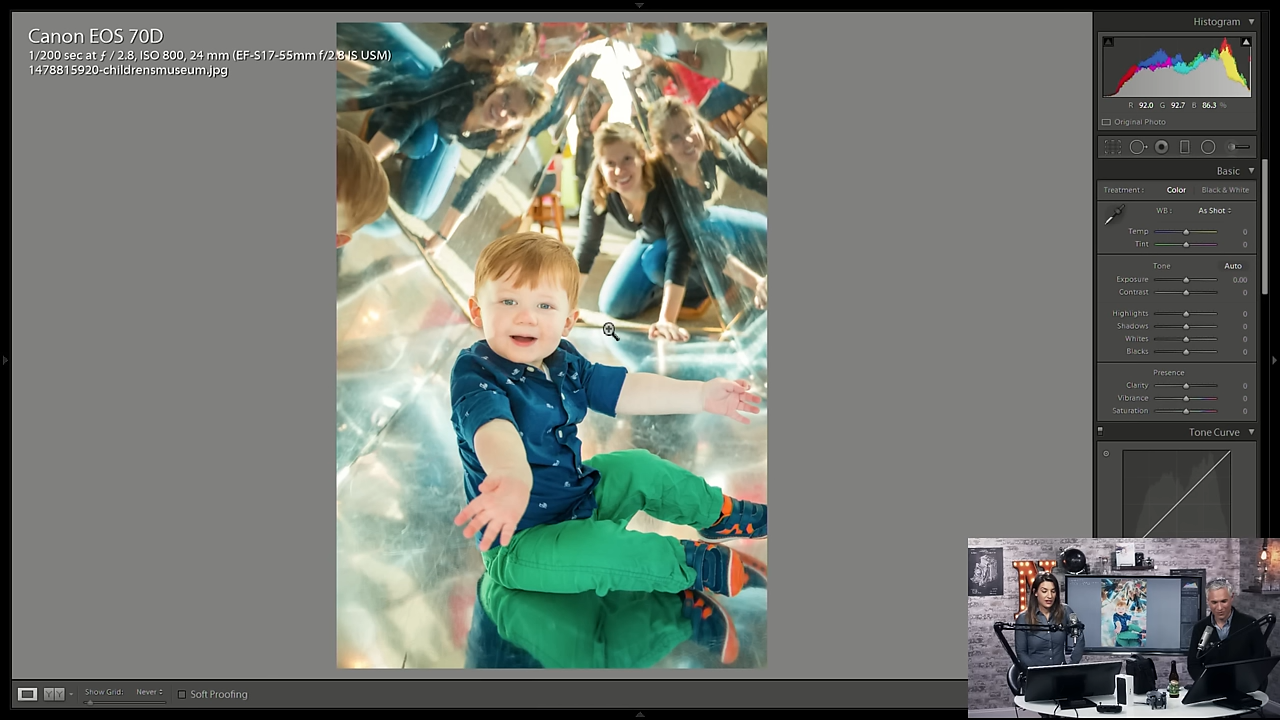 Canon EOS 70D
1/200 sec at ƒ / 2.8, ISO 800, 24 mm (EF-S17-55mm f/2.8 IS USM)
1478815920-childrensmuseum.jpg
Histogram
R 92.0 G 92.7 B 86.3 %
Original Photo
Basic
Treatment : Color Black & White
WB : As Shot
Temp 0
Tint 0
Tone Auto
Exposure 0.00
Contrast 0
Highlights 0
Shadows 0
Whites 0
Blacks 0
Presence
Clarity 0
Vibrance 0
Saturation 0
Tone Curve
N
Y Y Show Grid: Never Soft Proofing